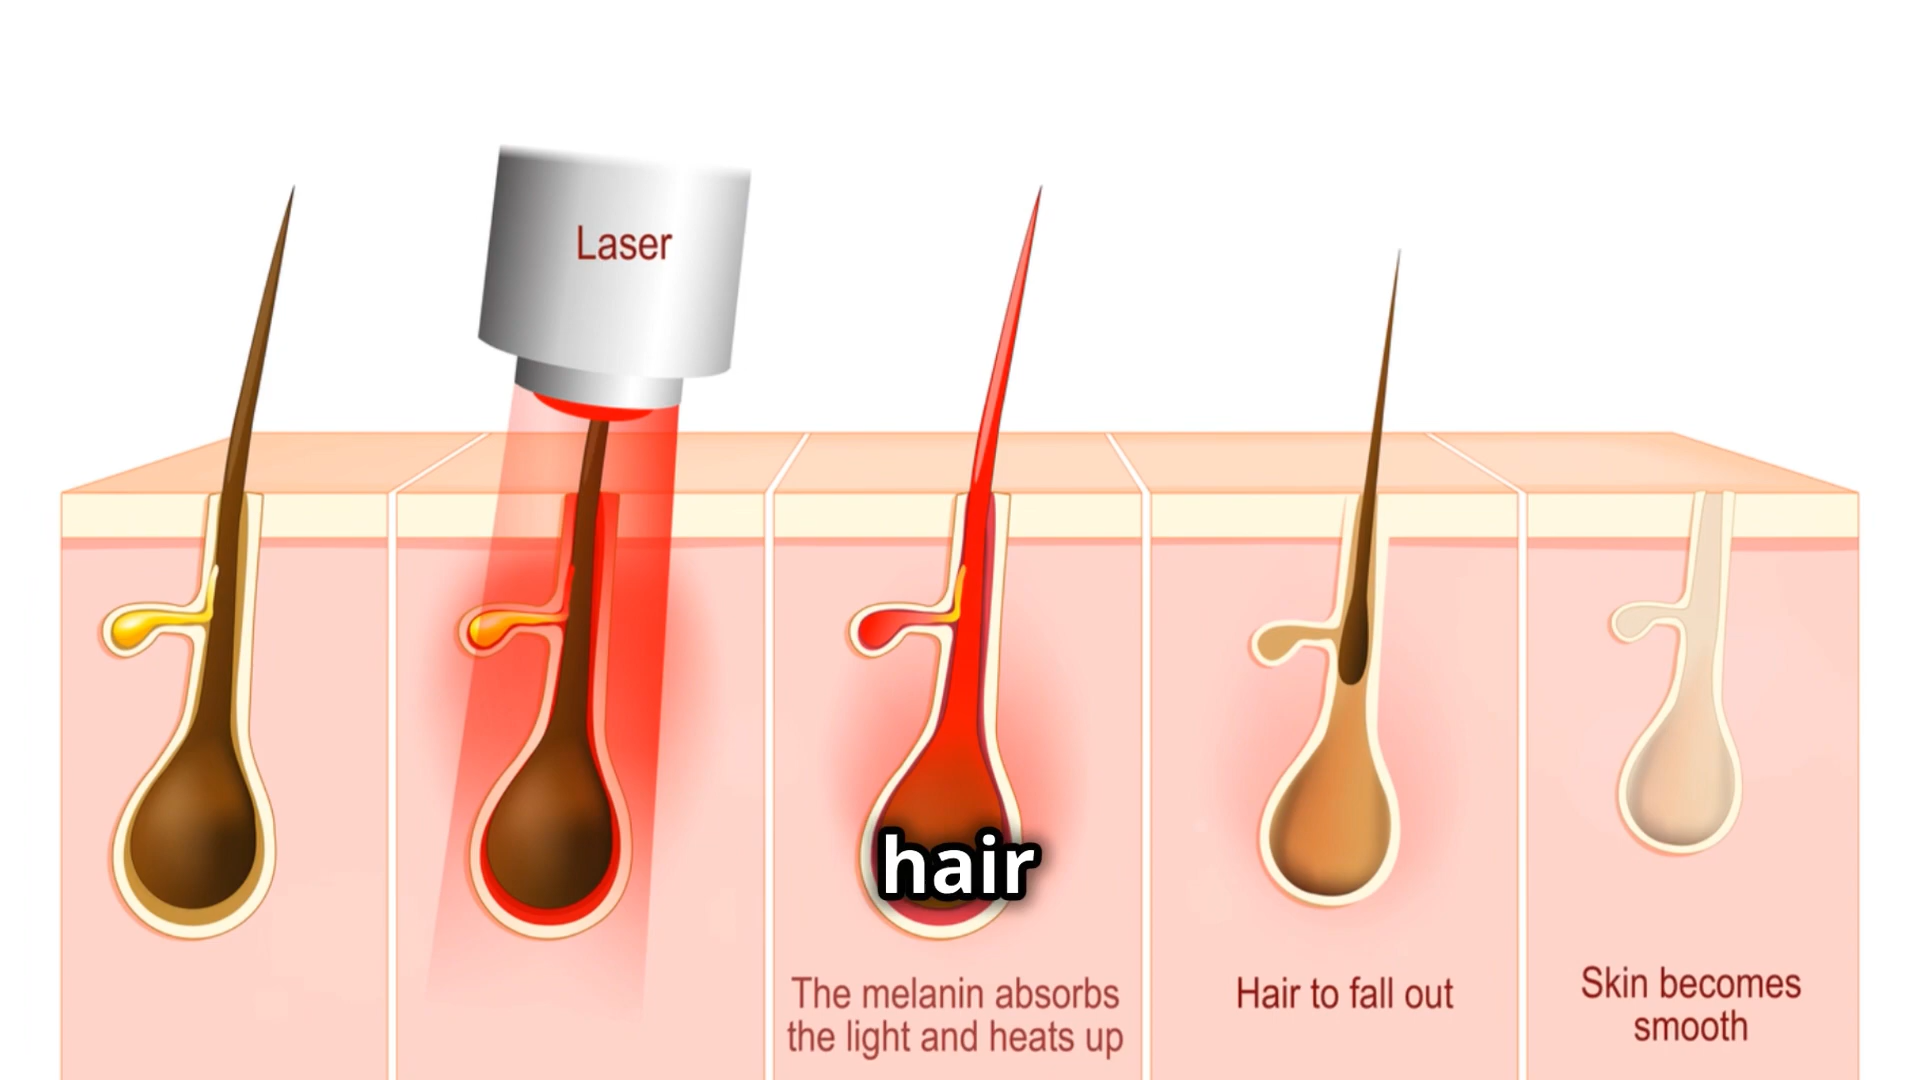 Laser
hair
The melanin absorbs
the light and heats up
Hair to fall out
Skin becomes
smooth